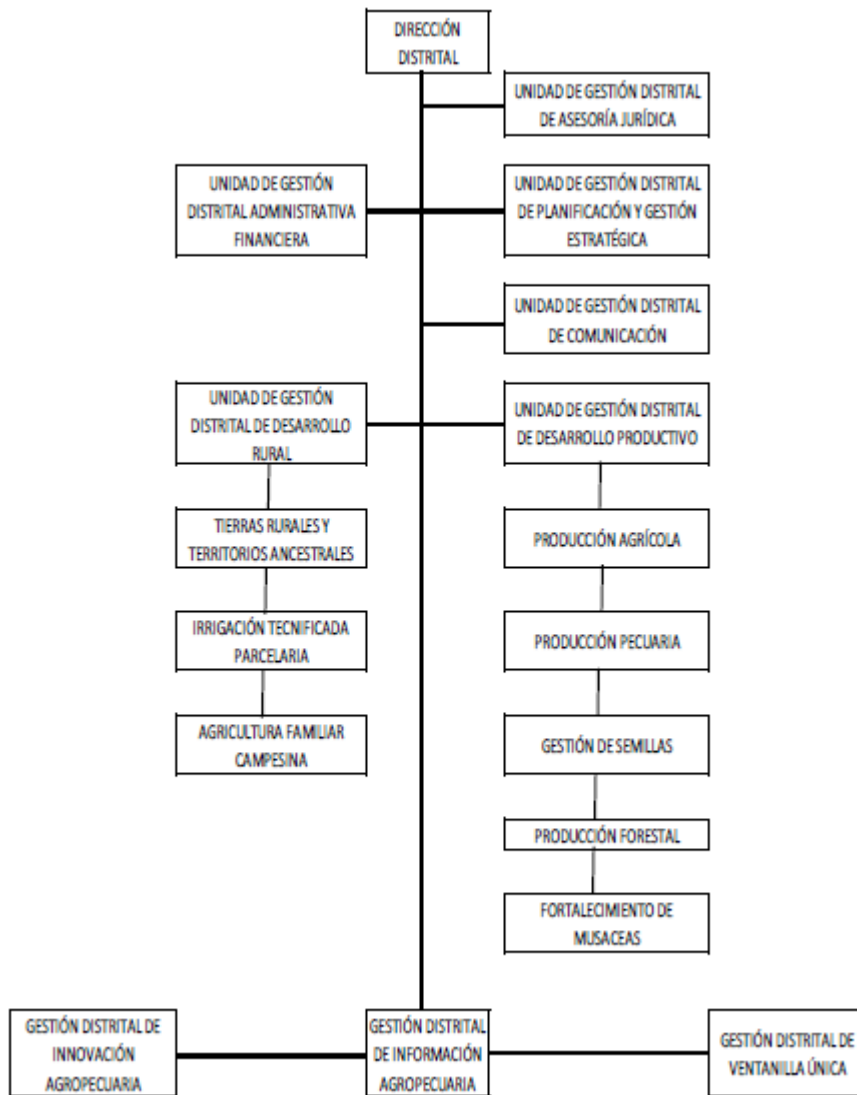 DIRECCIÓN
DISTRITAL
UNIDAD DE GESTIÓN DISTRITAL
DE ASESORÍA JURÍDICA
UNIDAD DE GESTIÓN
DISTRITAL ADMINISTRATIVA
FINANCIERA
UNIDAD DE GESTIÓN DISTRITAL
DE PLANIFICACIÓN Y GESTIÓN
ESTRATÉGICA
UNIDAD DE GESTIÓN DISTRITAL
DE COMUNICACIÓN
UNIDAD DE GESTIÓN
DISTRITAL DE DESARROLLO
RURAL
UNIDAD DE GESTIÓN DISTRITAL
DE DESARROLLO PRODUCTIVO
TIERRAS RURALES Y
TERRITORIOS ANCESTRALES
PRODUCCIÓN AGRÍCOLA
IRRIGACIÓN TECNIFICADA
PARCELARIA
PRODUCCIÓN PECUARIA
AGRICULTURA FAMILIAR
CAMPESINA
GESTIÓN DE SEMILLAS
PRODUCCIÓN FORESTAL
FORTALECIMIENTO DE
MUSACEAS
GESTIÓN DISTRITAL DE
INNOVACIÓN
AGROPECUARIA
GESTIÓN DISTRITAL
DE INFORMACIÓN
AGROPECUARIA
GESTIÓN DISTRITAL DE
VENTANILLA ÚNICA